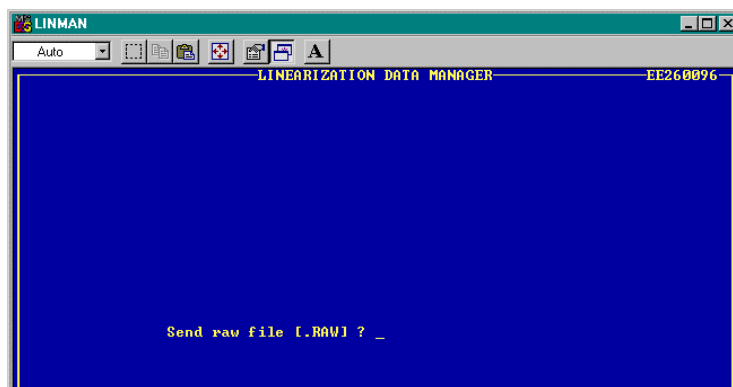 LINMAN
Auto
A
LINEARIZATION DATA MANAGER EE260096
Send raw file [.RAW] ? _